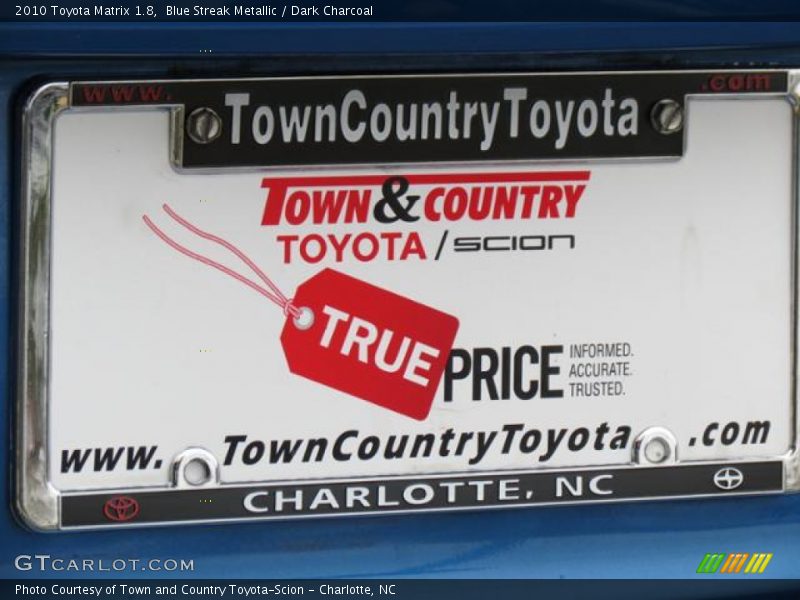 2010 Toyota Matrix 1.8,  Blue Streak Metallic / Dark Charcoal
www. .com
TownCountryToyota
TOWN & COUNTRY
TOYOTA / SCION
TRUE
PRICE
INFORMED.
ACCURATE.
TRUSTED.
www. TownCountryToyota .com
CHARLOTTE, NC
GTCARLOT.COM
Photo Courtesy of Town and Country Toyota-Scion - Charlotte, NC